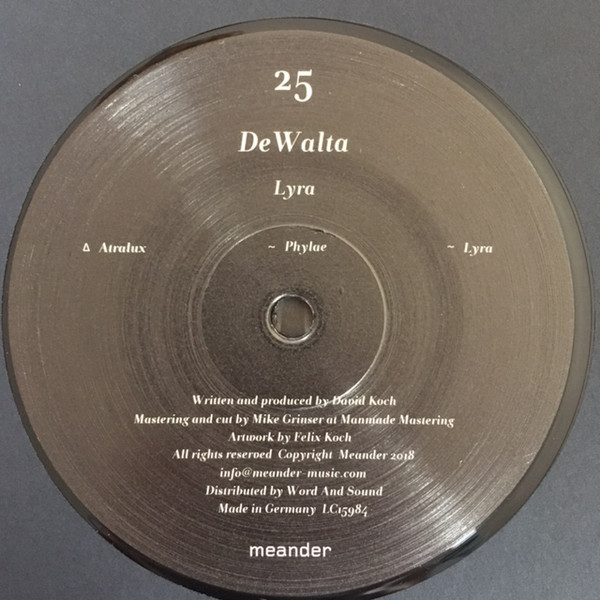 25
DeWalta
Lyra
Δ Atralux ~ Phylae ~ Lyra
Written and produced by David Koch
Mastering and cut by Mike Grinser at Manmade Mastering
Artwork by Felix Koch
All rights reserved Copyright Meander 2018
info@meander-music.com
Distributed by Word And Sound
Made in Germany LC15984
meander